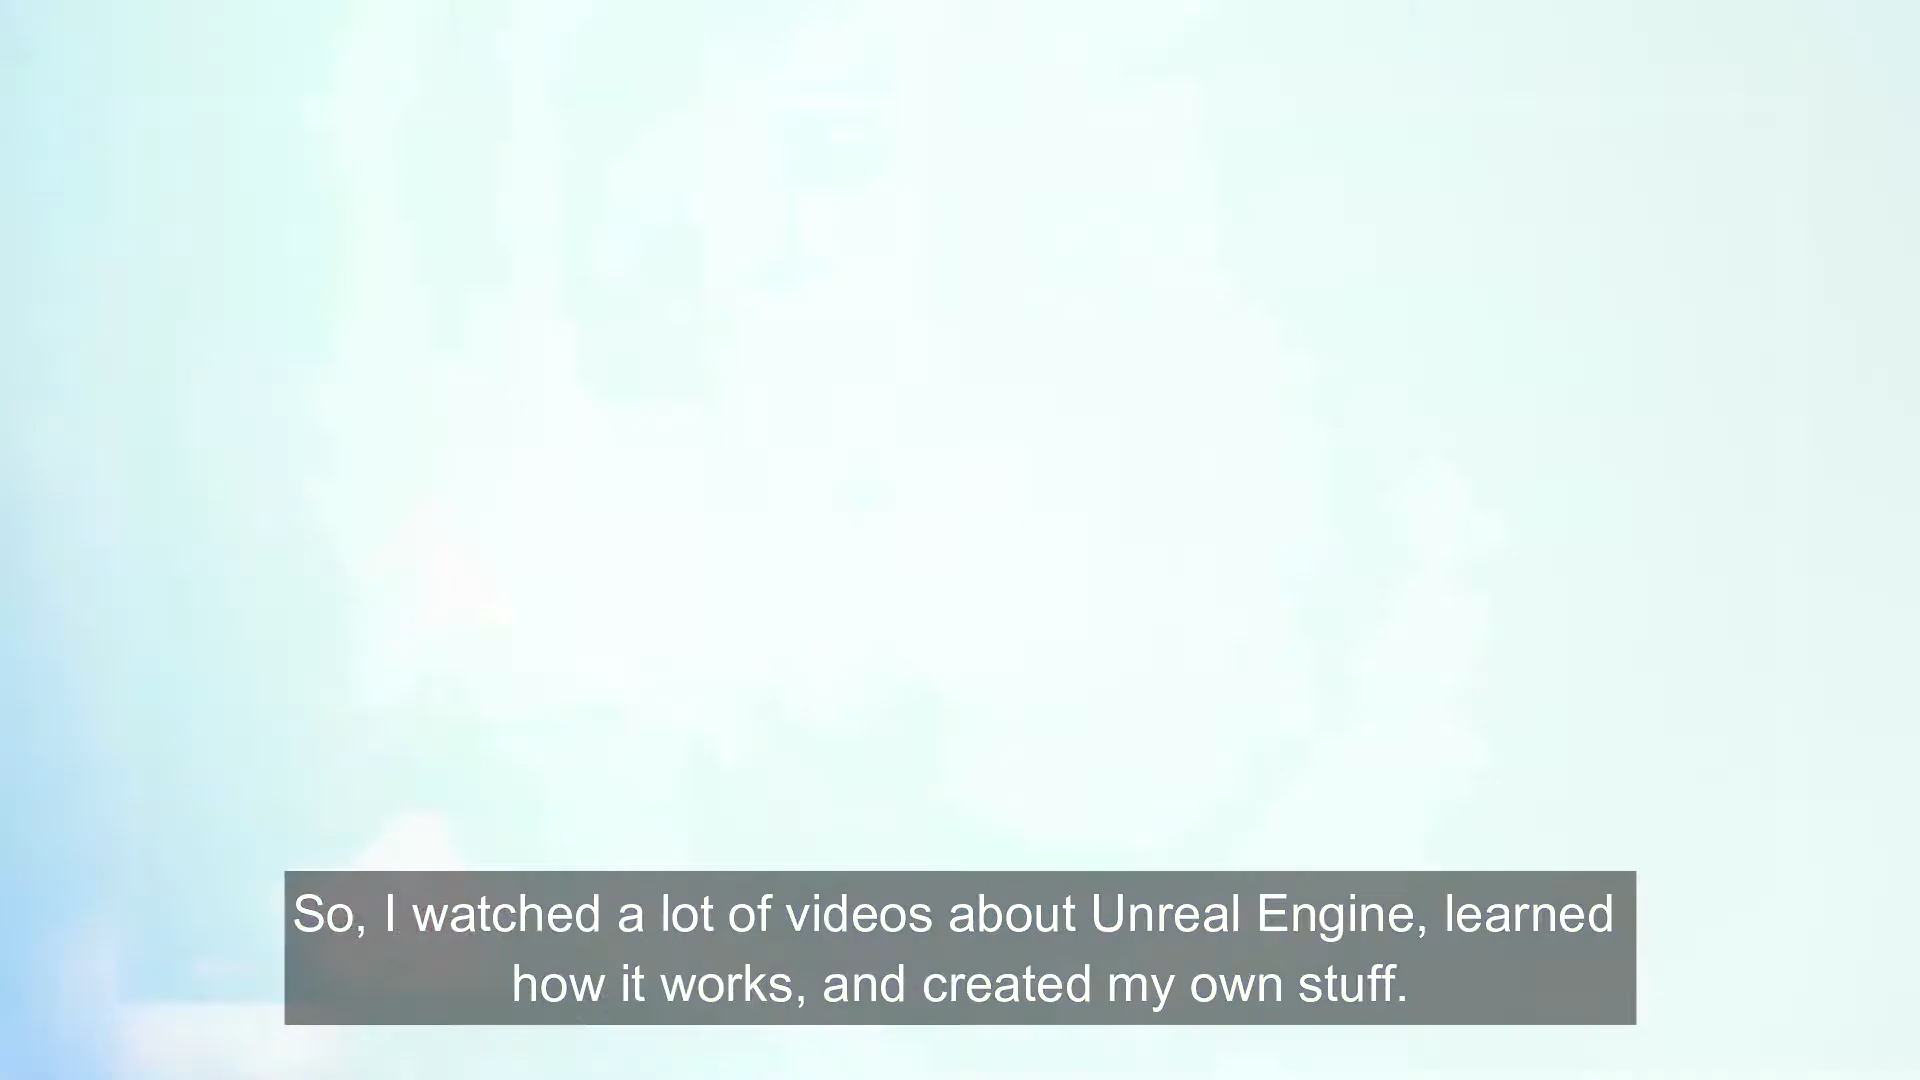 So, I watched a lot of videos about Unreal Engine, learned
how it works, and created my own stuff.